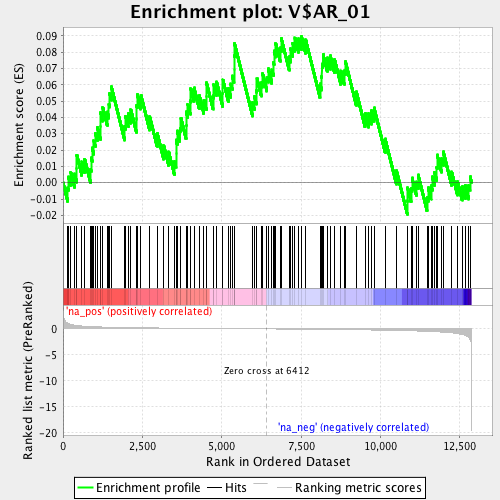 Enrichment plot: V$AR_01
Enrichment score (ES)
0.09
0.08
0.07
0.06
0.05
0.04
0.03
0.02
0.01
0.00
-0.01
-0.02
'na_pos' (positively correlated)
Ranked list metric (PreRanked)
0
-5
-10
-15
-20
Zero cross at 6412
'na_neg' (negatively correlated)
0
2,500
5,000
7,500
10,000
12,500
Rank in Ordered Dataset
Enrichment profile
Hits
Ranking metric scores